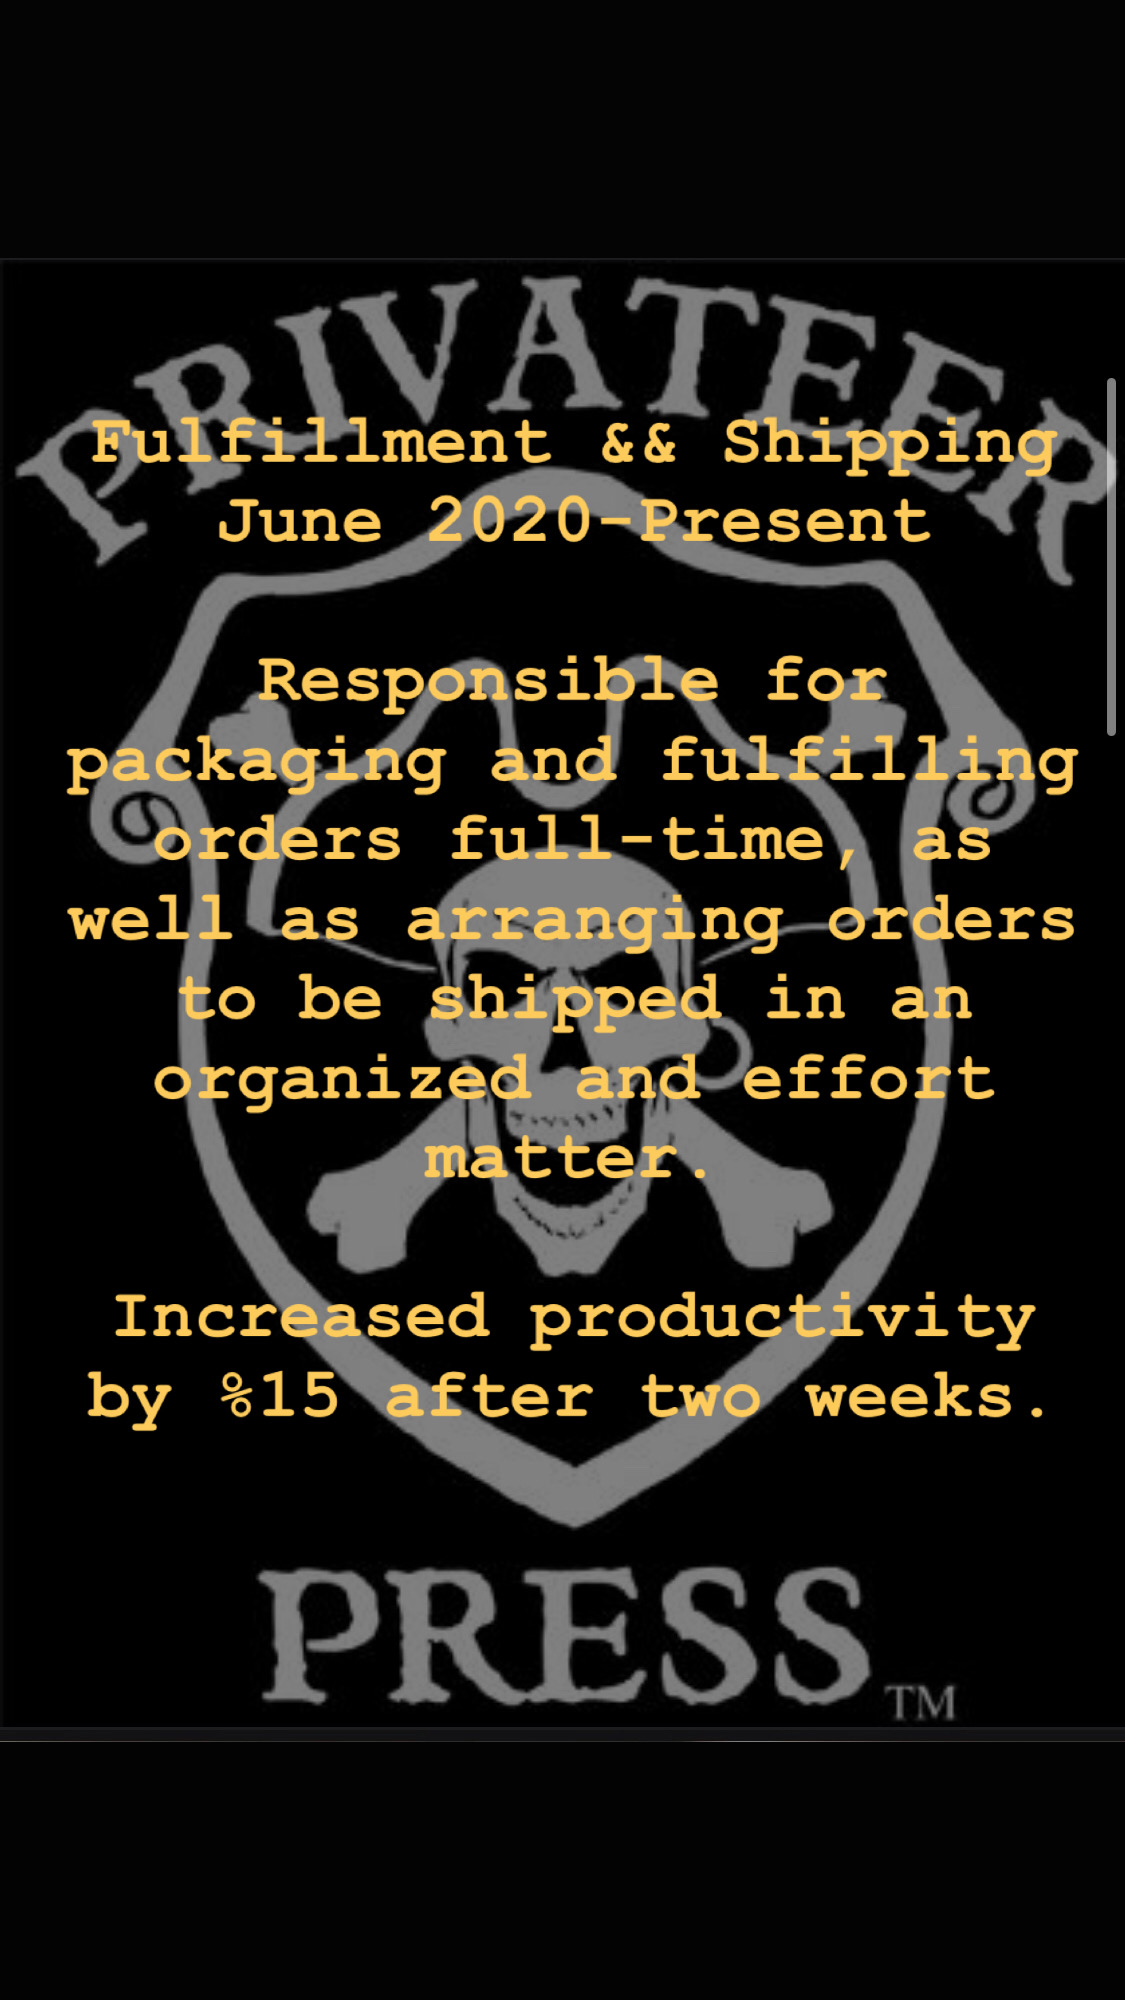 PRIVATEER
Fulfillment && Shipping
June 2020-Present
Responsible for
packaging and fulfilling
orders full-time, as
well as arranging orders
to be shipped in an
organized and effort
matter.
Increased productivity
by %15 after two weeks.
PRESS
TM